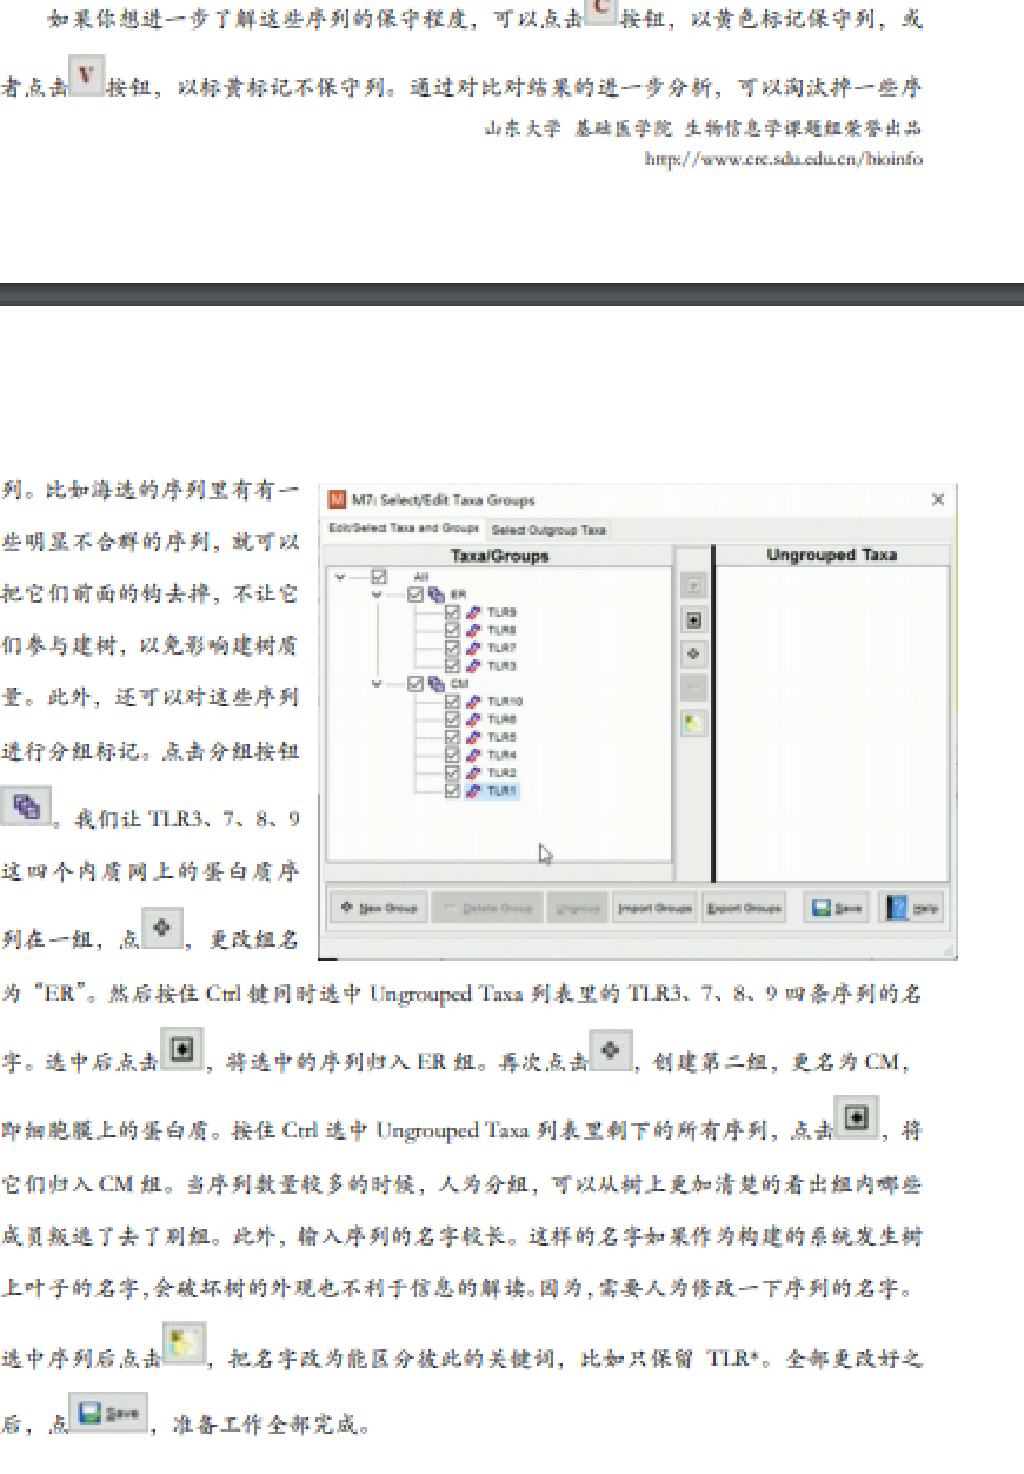 如果你想进一步了解这些序列的保守程度，可以点击 C 按钮，以黄色标记保守列，或
者点击 V 按钮，以标黄标记不保守列。通过对比对结果的进一步分析，可以淘汰掉一些序
山东大学 基础医学院 生物信息学课题组荣誉出品
http://www.crc.sdu.edu.cn/bioinfo
列。比如海选的序列里有有一
些明显不合群的序列，就可以
把它们前面的钩去掉，不让它
们参与建树，以免影响建树质
量。此外，还可以对这些序列
进行分组标记。点击分组按钮
。我们让 TLR3、7、8、9
这四个内质网上的蛋白质序
列在一组，点，更改组名
M7: Select/Edit Taxa Groups
Edit/Select Taxa and Groups Select Outgroup Taxa
Taxa/Groups Ungrouped Taxa
All
ER
TLR9
TLR8
TLR7
TLR3
CM
TLR10
TLR6
TLR5
TLR4
TLR2
TLR1
New Group Delete Group Ungroup Import Groups Export Groups Save Help
为“ER”。然后按住 Ctrl 键同时选中 Ungrouped Taxa 列表里的 TLR3、7、8、9 四条序列的名
字。选中后点击，将选中的序列归入 ER 组。再次点击，创建第二组，更名为 CM，
即细胞膜上的蛋白质。按住 Ctrl 选中 Ungrouped Taxa 列表里剩下的所有序列，点击，将
它们归入 CM 组。当序列数量较多的时候，人为分组，可以从树上更加清楚的看出组内哪些
成员叛逃了去了别组。此外，输入序列的名字较长。这样的名字如果作为构建的系统发生树
上叶子的名字，会破坏树的外观也不利于信息的解读。因为，需要人为修改一下序列的名字。
选中序列后点击，把名字改为能区分彼此的关键词，比如只保留 TLR*。全部更改好之
后，点 Save，准备工作全部完成。